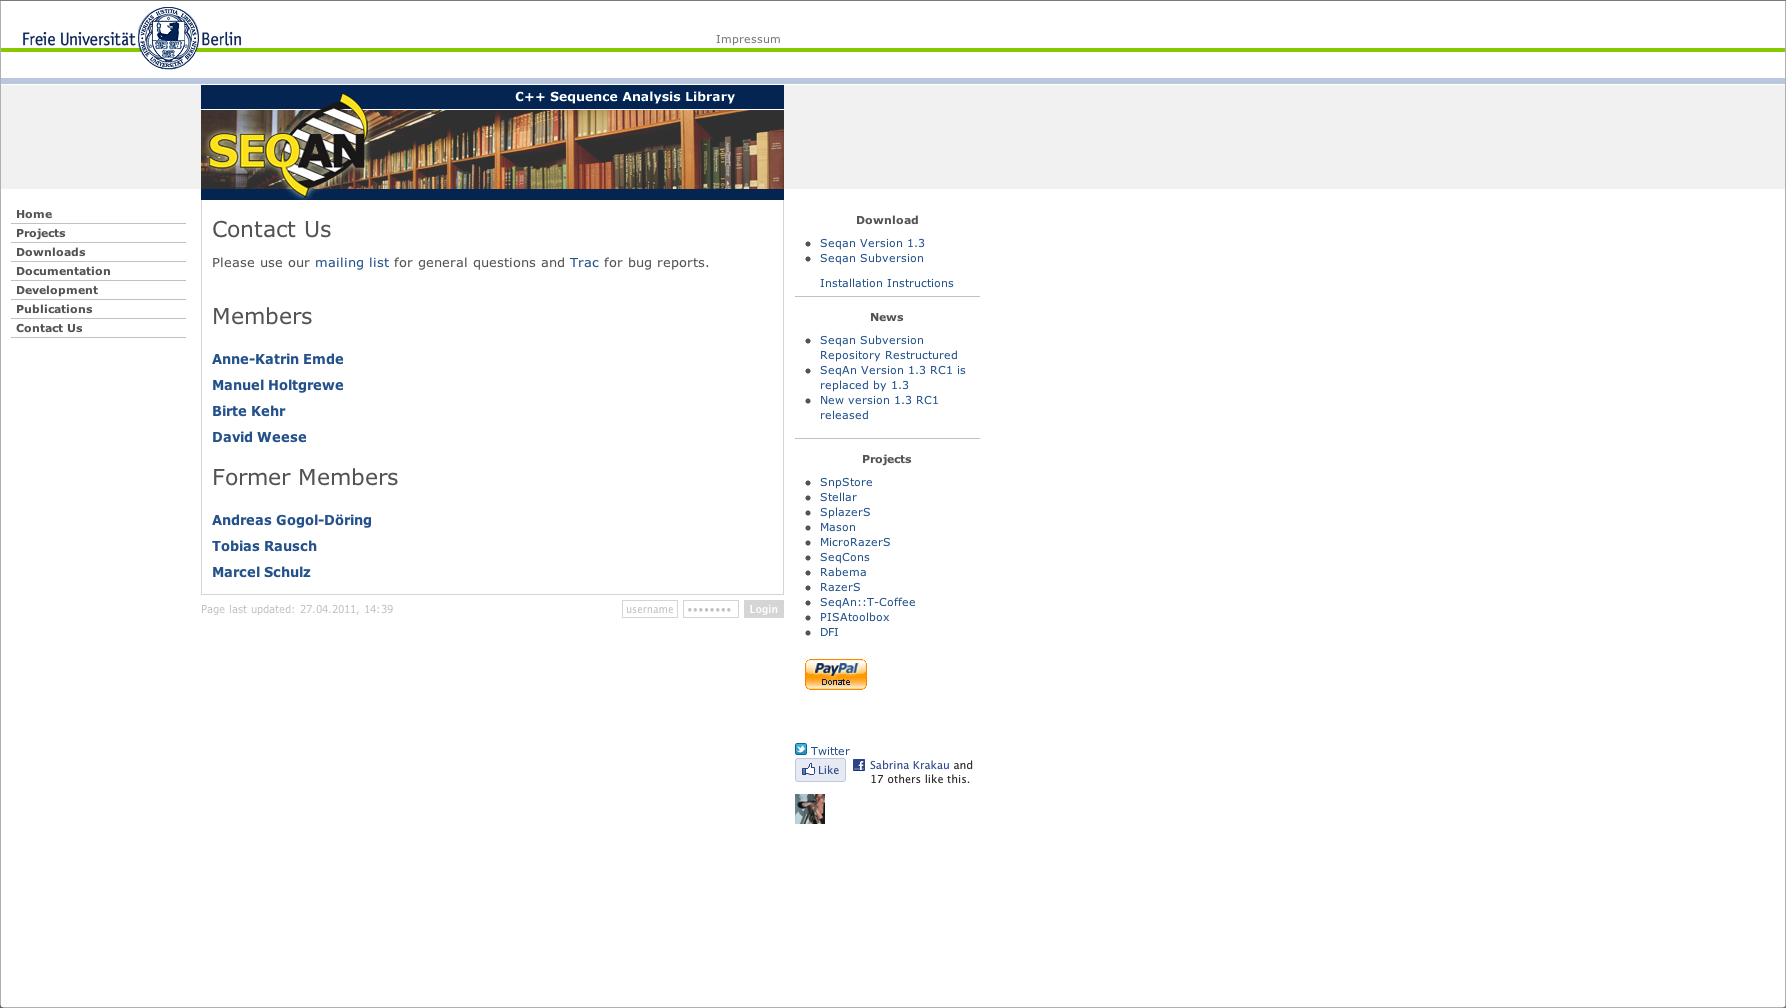 Freie Universität Berlin
Impressum
C++ Sequence Analysis Library
SEQAN
Home
Projects
Downloads
Documentation
Development
Publications
Contact Us
Contact Us
Please use our mailing list for general questions and Trac for bug reports.
Members
Anne-Katrin Emde
Manuel Holtgrewe
Birte Kehr
David Weese
Former Members
Andreas Gogol-Döring
Tobias Rausch
Marcel Schulz
Page last updated: 27.04.2011, 14:39
username
••••••••
Login
Download
Seqan Version 1.3
Seqan Subversion
Installation Instructions
News
Seqan Subversion
Repository Restructured
SeqAn Version 1.3 RC1 is
replaced by 1.3
New version 1.3 RC1
released
Projects
SnpStore
Stellar
SplazerS
Mason
MicroRazerS
SeqCons
Rabema
RazerS
SeqAn::T-Coffee
PISAtoolbox
DFI
PayPal
Donate
Twitter
Like
Sabrina Krakau and
17 others like this.